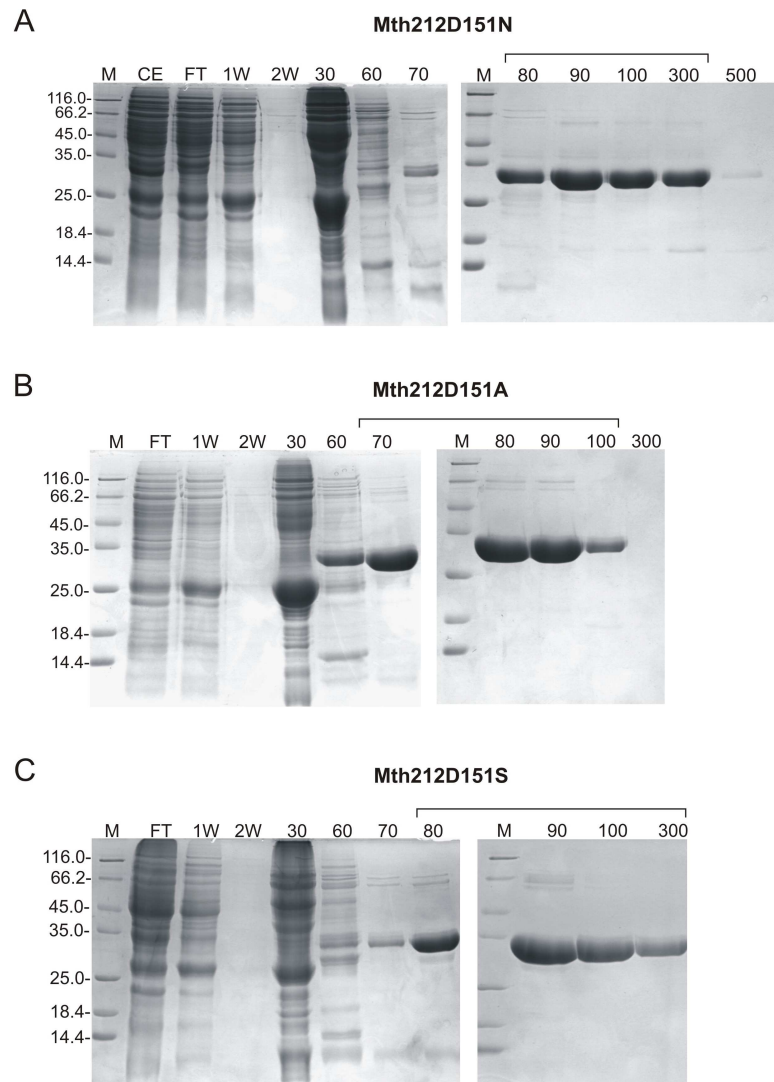 A
Mth212D151N
M CE FT 1W 2W 30 60 70 M 80 90 100 300 500
116.0-
66.2-
45.0-
35.0-
25.0-
18.4-
14.4-
B
Mth212D151A
M FT 1W 2W 30 60 70 M 80 90 100 300
116.0-
66.2-
45.0-
35.0-
25.0-
18.4-
14.4-
C
Mth212D151S
M FT 1W 2W 30 60 70 80 M 90 100 300
116.0-
66.2-
45.0-
35.0-
25.0-
18.4-
14.4-